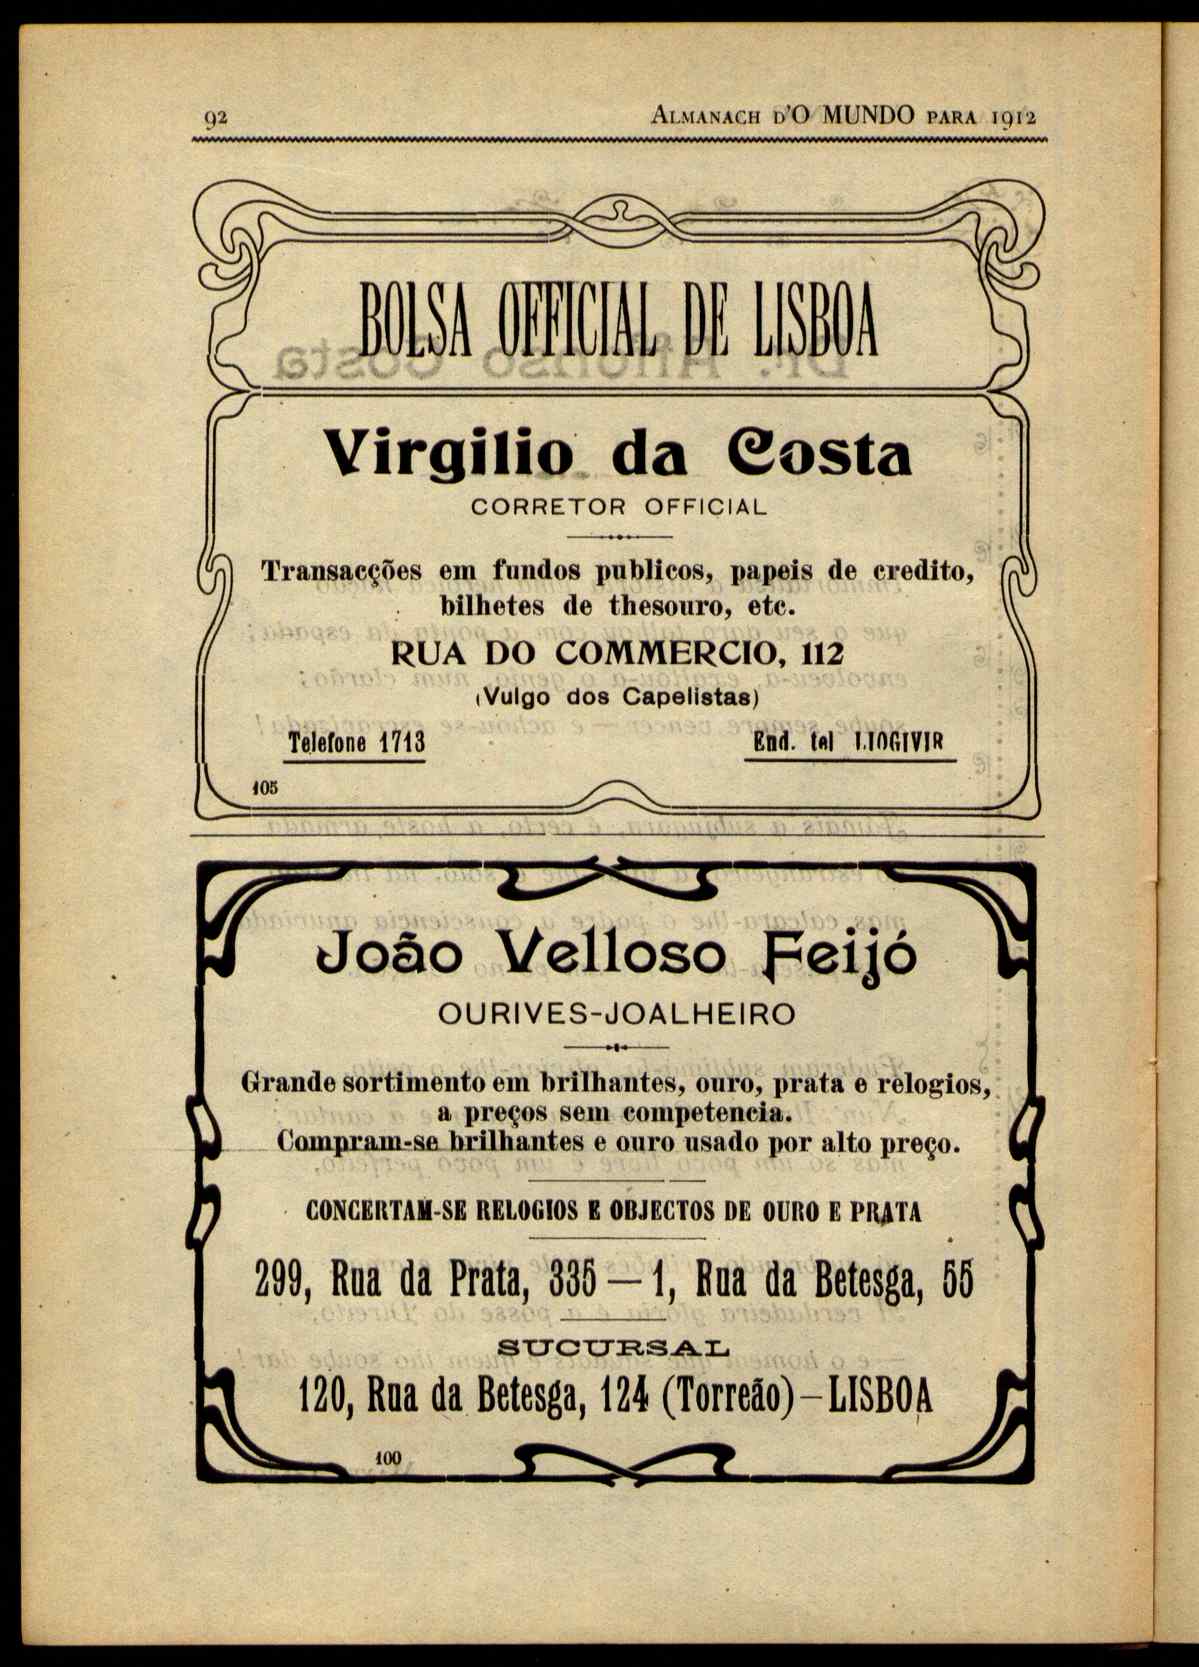 92
ALMANACH D'O MUNDO PARA 1912
BOLSA OFFICIAL DE LISBOA
Virgilio da Costa
CORRETOR OFFICIAL
Transacções em fundos publicos, papeis de credito,
bilhetes de thesouro, etc.
RUA DO COMMERCIO, 112
(Vulgo dos Capelistas)
Telefone 1713
End. tel LIOGIVIR
105
João Velloso Feijó
OURIVES-JOALHEIRO
Grande sortimento em brilhantes, ouro, prata e relogios,
a preços sem competencia.
Compram-se brilhantes e ouro usado por alto preço.
CONCERTAM-SE RELOGIOS E OBJECTOS DE OURO E PRATA
299, Rua da Prata, 335 — 1, Rua da Betesga, 55
SUCURSAL
120, Rua da Betesga, 124 (Torreão) – LISBOA
100